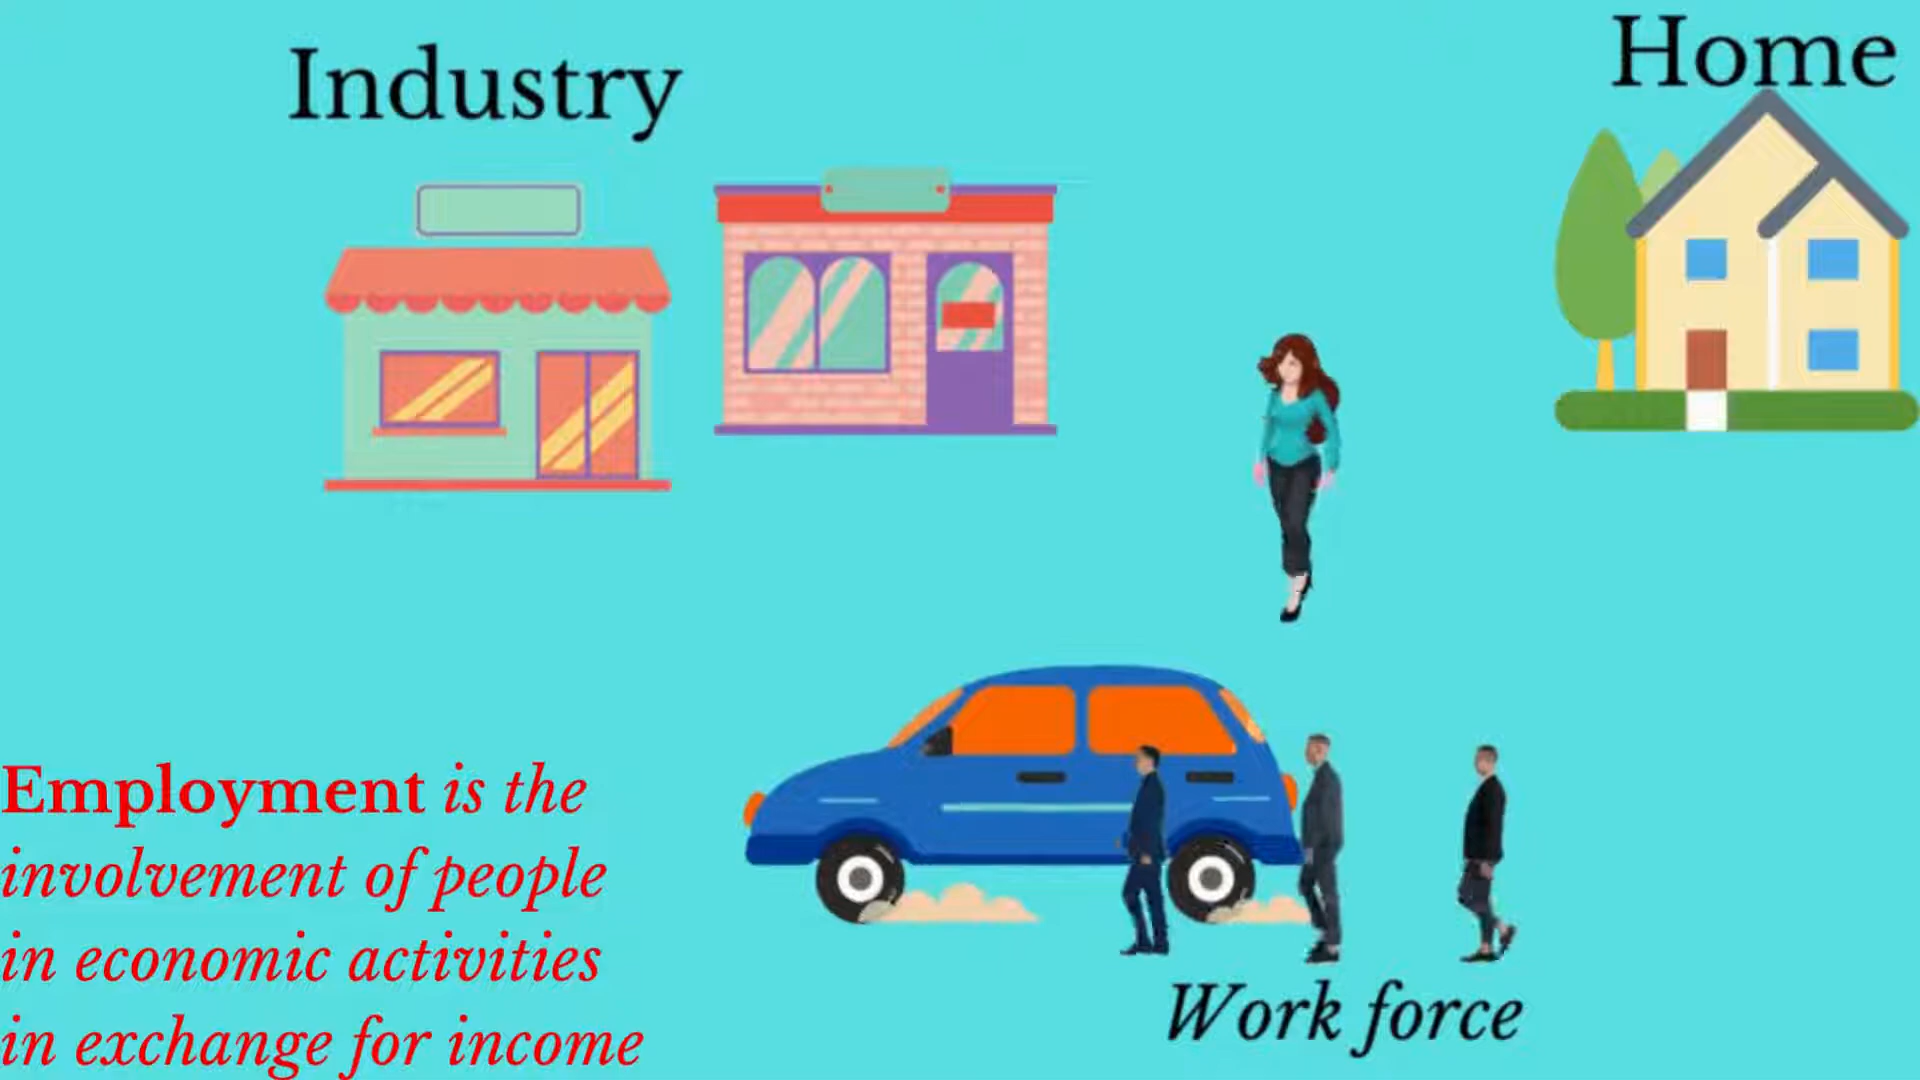 Industry
Home
Employment is the
involvement of people
in economic activities
in exchange for income
Work force